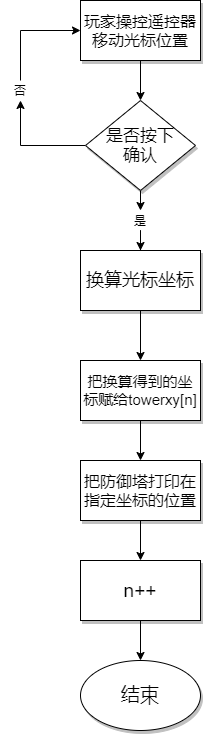 玩家操控遥控器
移动光标位置
否
是否按下
确认
是
换算光标坐标
把换算得到的坐
标赋给towerxy[n]
把防御塔打印在
指定坐标的位置
n++
结束